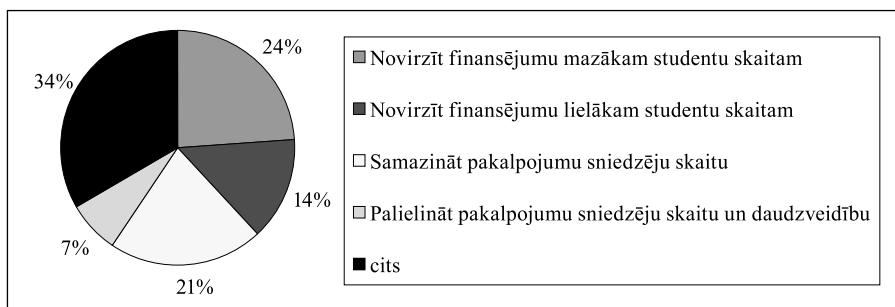 24%
34%
14%
7%
21%
Novirzīt finansējumu mazākam studentu skaitam
Novirzīt finansējumu lielākam studentu skaitam
Samazināt pakalpojumu sniedzēju skaitu
Palielināt pakalpojumu sniedzēju skaitu un daudzveidību
cits